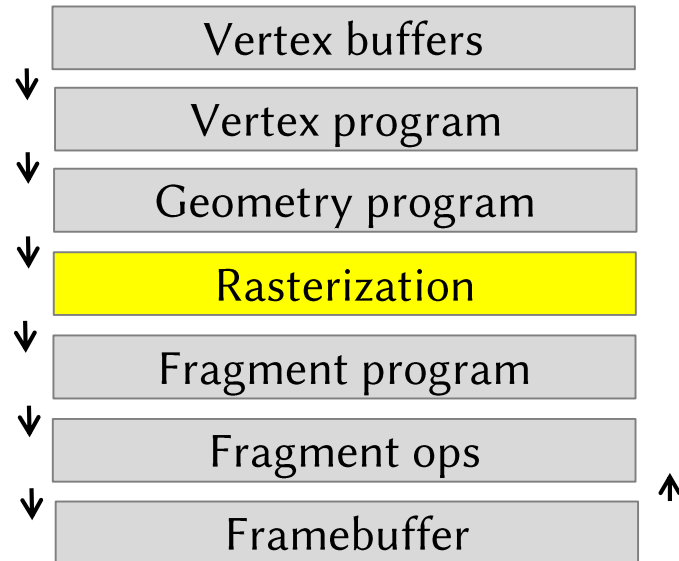 Vertex buffers
Vertex program
Geometry program
Rasterization
Fragment program
Fragment ops
Framebuffer